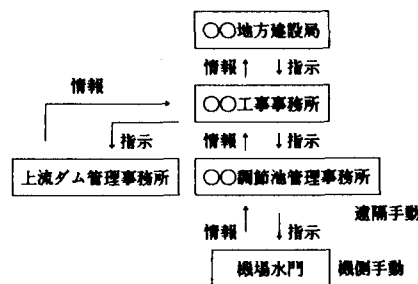 ○○地方建設局
情報 指示
情報
○○工事事務所
指示
情報 指示
上流ダム管理事務所
○○調節池管理事務所
遠隔手動
情報 指示
機場水門
機側手動